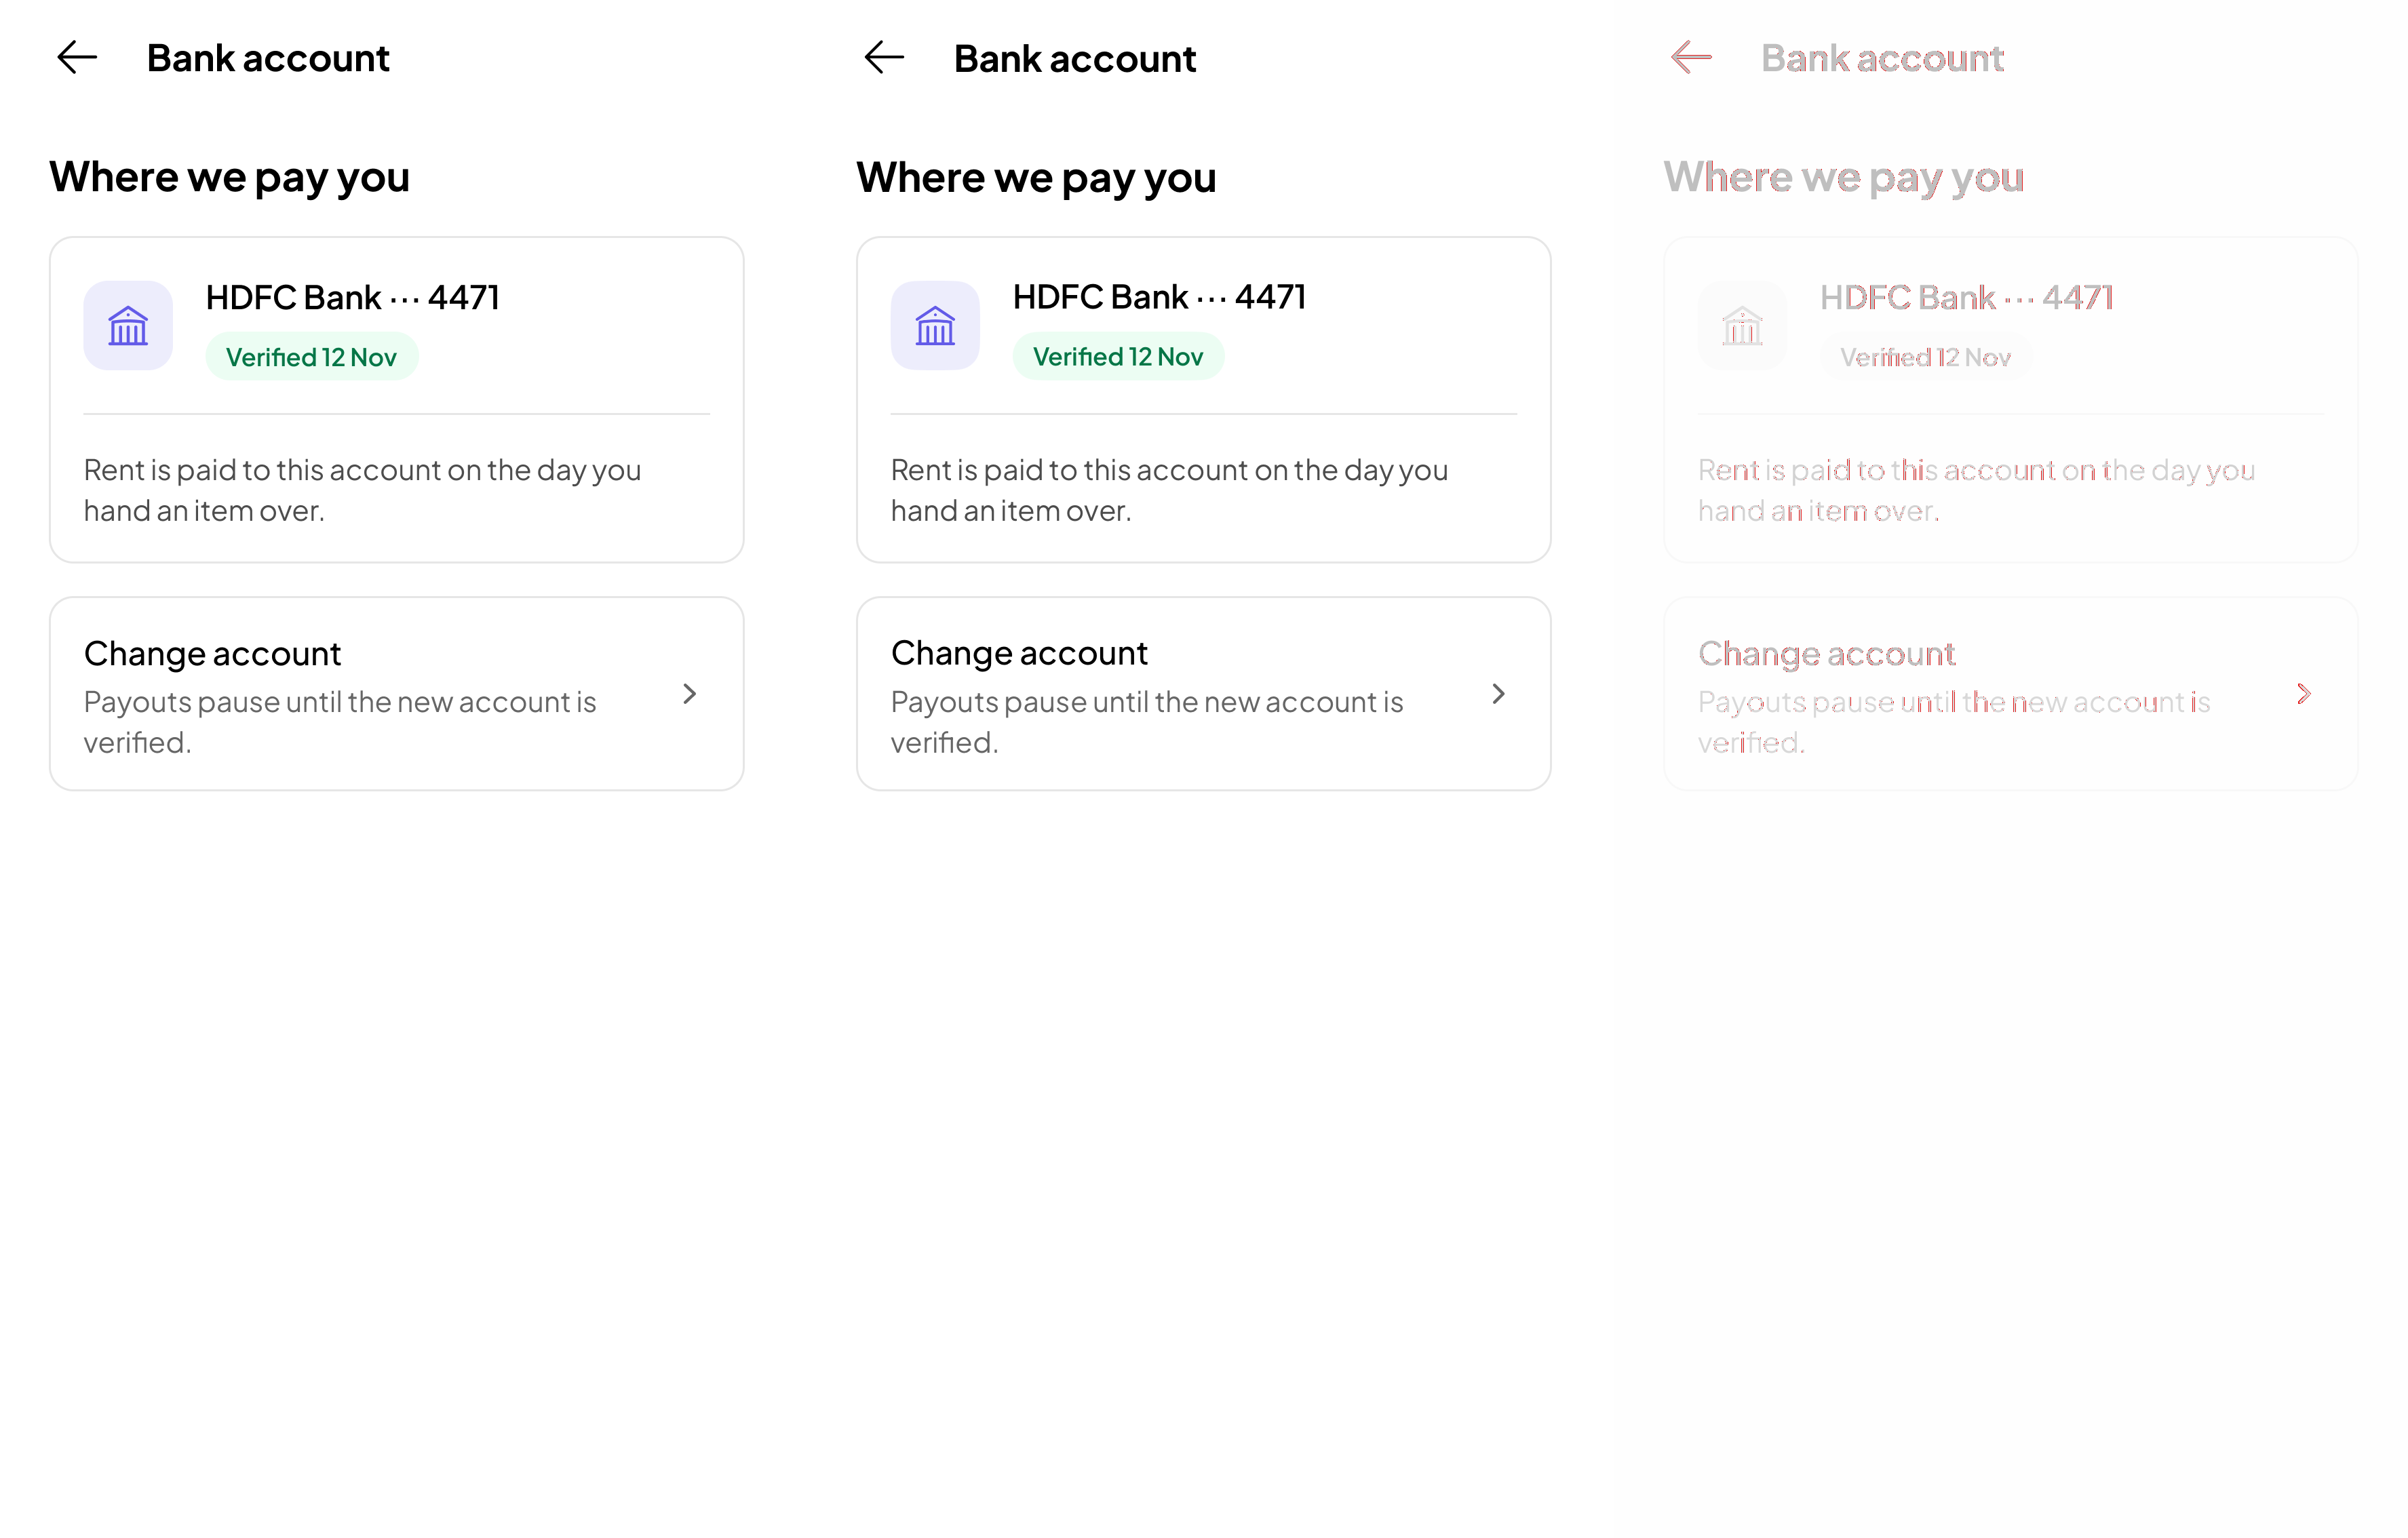 Bank account
Where we pay you
HDFC Bank ··· 4471
Verified 12 Nov
Rent is paid to this account on the day you
hand an item over.
Change account
Payouts pause until the new account is
verified.
Bank account
Where we pay you
HDFC Bank ··· 4471
Verified 12 Nov
Rent is paid to this account on the day you
hand an item over.
Change account
Payouts pause until the new account is
verified.
Bank account
Where we pay you
HDFC Bank ··· 4471
Verified 12 Nov
Rent is paid to this account on the day you
hand an item over.
Change account
Payouts pause until the new account is
verified.